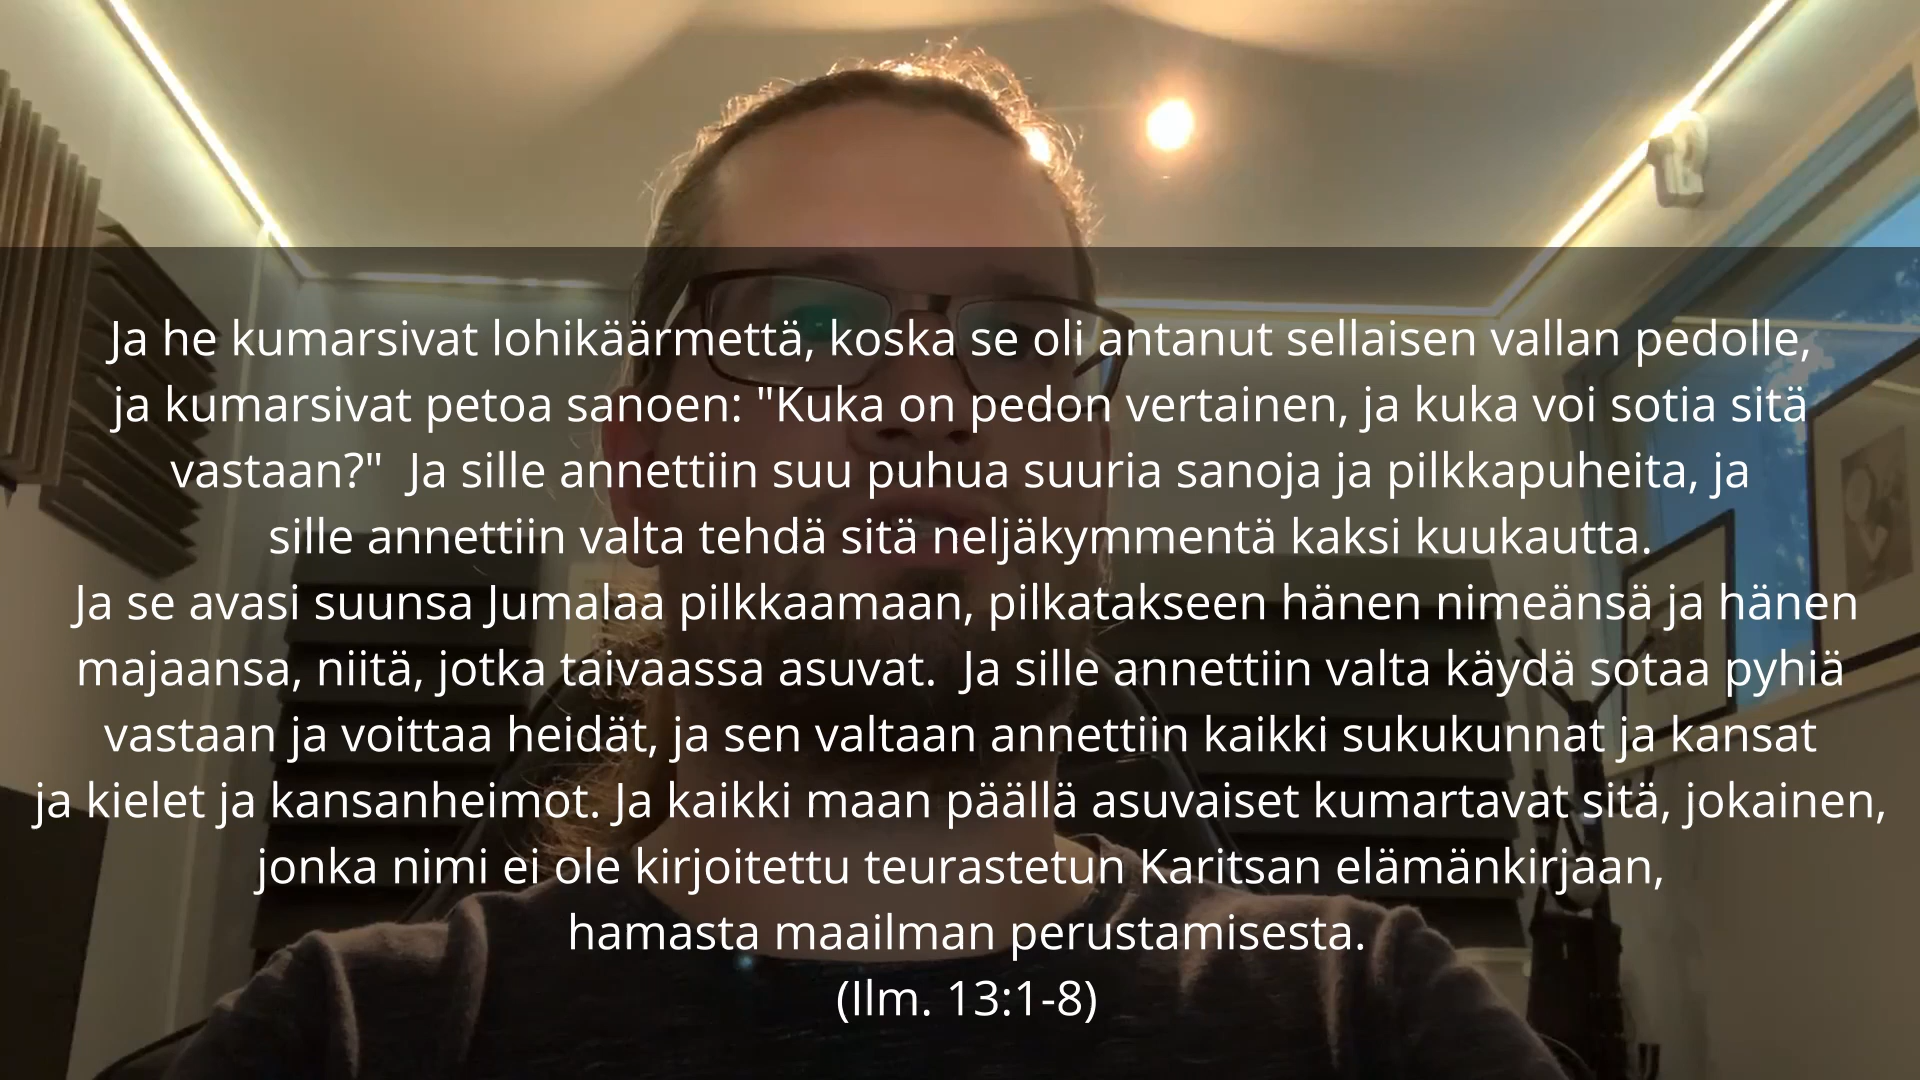 Ja he kumarsivat lohikäärmettä, koska se oli antanut sellaisen vallan pedolle,
ja kumarsivat petoa sanoen: "Kuka on pedon vertainen, ja kuka voi sotia sitä
vastaan?"  Ja sille annettiin suu puhua suuria sanoja ja pilkkapuheita, ja
sille annettiin valta tehdä sitä neljäkymmentä kaksi kuukautta.
Ja se avasi suunsa Jumalaa pilkkaamaan, pilkatakseen hänen nimeänsä ja hänen
majaansa, niitä, jotka taivaassa asuvat.  Ja sille annettiin valta käydä sotaa pyhiä
vastaan ja voittaa heidät, ja sen valtaan annettiin kaikki sukukunnat ja kansat
ja kielet ja kansanheimot. Ja kaikki maan päällä asuvaiset kumartavat sitä, jokainen,
jonka nimi ei ole kirjoitettu teurastetun Karitsan elämänkirjaan,
hamasta maailman perustamisesta.
(Ilm. 13:1-8)